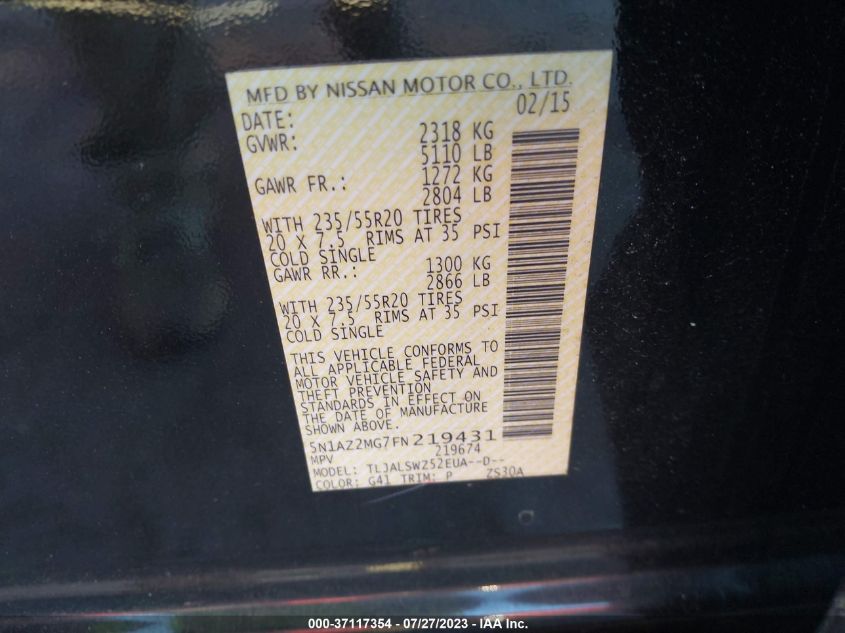 MFD BY NISSAN MOTOR CO., LTD.
DATE: 02/15
GVWR: 2318 KG
5110 LB
GAWR FR.: 1272 KG
2804 LB
WITH 235/55R20 TIRES
20 X 7.5 RIMS AT 35 PSI
COLD SINGLE
GAWR RR.: 1300 KG
2866 LB
WITH 235/55R20 TIRES
20 X 7.5 RIMS AT 35 PSI
COLD SINGLE
THIS VEHICLE CONFORMS TO
ALL APPLICABLE FEDERAL
MOTOR VEHICLE SAFETY AND
THEFT PREVENTION
STANDARDS IN EFFECT ON
THE DATE OF MANUFACTURE
SHOWN ABOVE.
5N1AZ2MG7FN219431
MPV 219674
MODEL: TLJALSWZ52EUA--D--
COLOR: G41 TRIM: P ZS30A
000-37117354 / 07/27/2023 - IAA Inc.